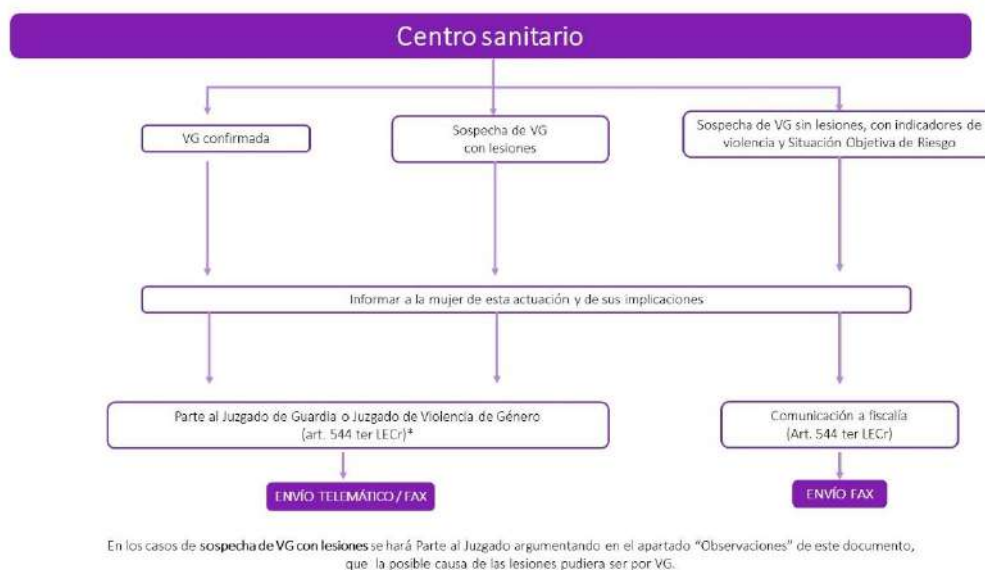 Centro sanitario
VG confirmada
Sospecha de VG
con lesiones
Sospecha de VG sin lesiones, con indicadores de
violencia y Situación Objetiva de Riesgo
Informar a la mujer de esta actuación y de sus implicaciones
Parte al Juzgado de Guardia o Juzgado de Violencia de Género
(art. 544 ter LECr)*
Comunicación a fiscalía
(Art. 544 ter LECr)
ENVÍO TELEMÁTICO / FAX
ENVÍO FAX
En los casos de sospecha de VG con lesiones se hará Parte al Juzgado argumentando en el apartado "Observaciones" de este documento,
que la posible causa de las lesiones pudiera ser por VG.